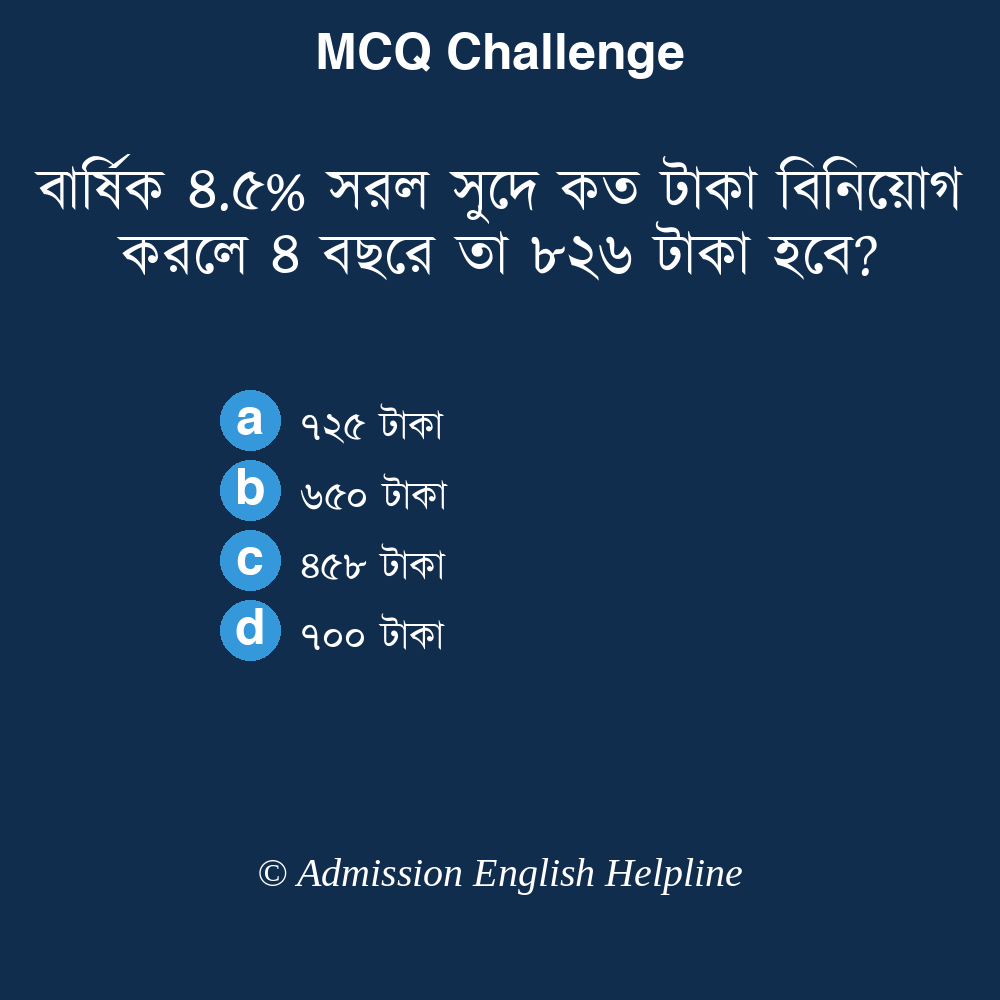 MCQ Challenge
বার্ষিক ৪.৫% সরল সুদে কত টাকা বিনিয়োগ
করলে ৪ বছরে তা ৮২৬ টাকা হবে?
a ৭২৫ টাকা
b ৬৫০ টাকা
c ৪৫৮ টাকা
d ৭০০ টাকা
© Admission English Helpline